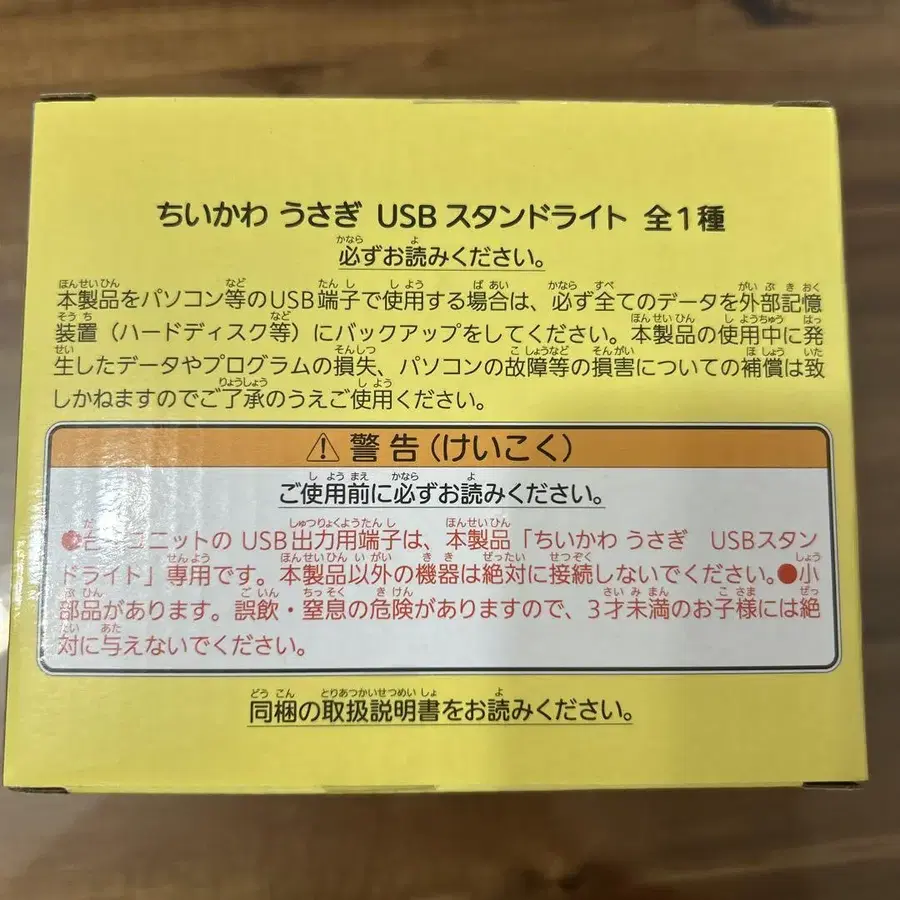 ちいかわ うさぎ USBスタンドライト 全1種
必ずお読みください。
本製品をパソコン等のUSB端子で使用する場合は、必ず全てのデータを外部記憶
装置（ハードディスク等）にバックアップをしてください。本製品の使用中に発
生したデータやプログラムの損失、パソコンの故障等の損害についての補償は致
しかねますのでご了承のうえご使用ください。
⚠ 警告（けいこく）
ご使用前に必ずお読みください。
●台ユニットの USB出力用端子は、本製品「ちいかわ うさぎ USBスタン
ドライト」専用です。本製品以外の機器は絶対に接続しないでください。●小
部品があります。誤飲・窒息の危険がありますので、3才未満のお子様には絶
対に与えないでください。
同梱の取扱説明書をお読みください。